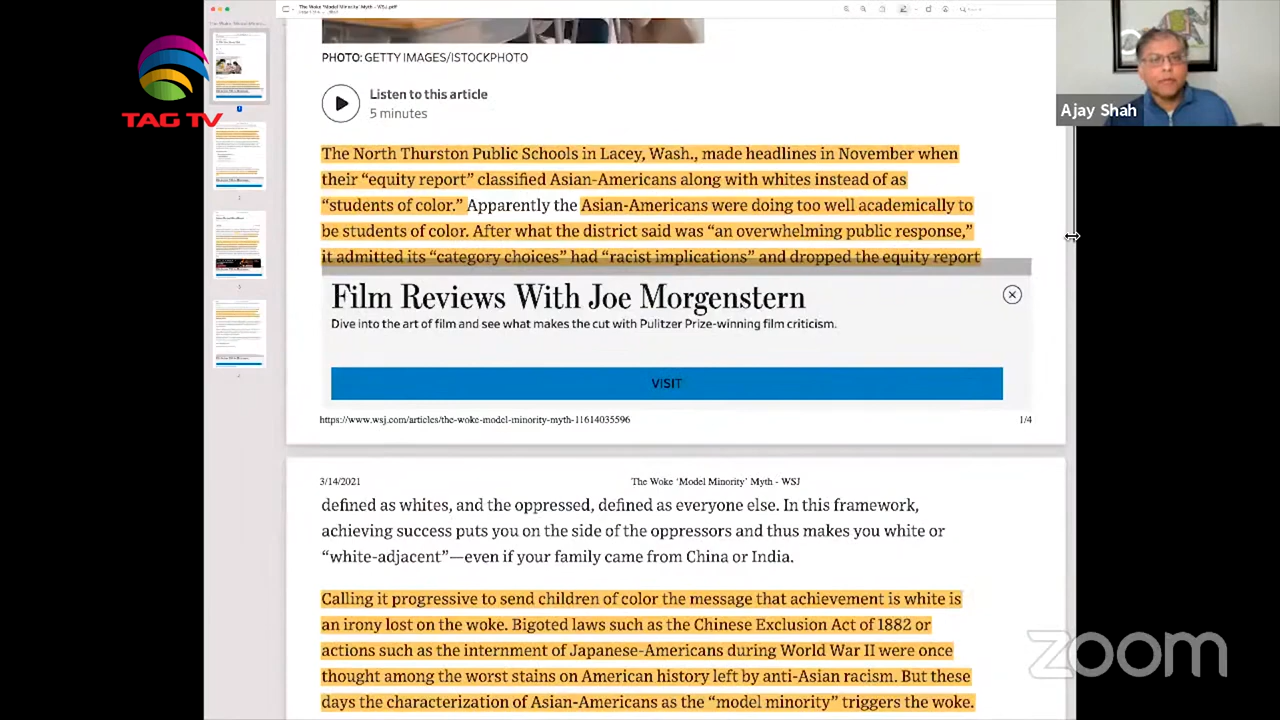 The Woke 'Model Minority' Myth - WSJ.pdf
TAG TV
Ajay Shah
PHOTO: GETTY IMAGES/ISTOCKPHOTO
Listen to this article
5 minutes
The North Thurston Public Schools in Lacey, Wash., made headlines in November when
their “equity report” excluded Asian-Americans, lumping them in with whites instead of as
“students of color.” Apparently the Asian-Americans were doing too well academically to
be students of color. After what the district said was “an overwhelming public response,”
it admitted its “category choices” had “racist implications” and dropped the equity report
Film Reviews With Joe Morgenstern
Dive into the world of film and see what makes the cut with Pulitzer Prize-winning film criticism.
VISIT
https://www.wsj.com/articles/the-woke-model-minority-myth-11614035596
1/4
3/14/2021
The Woke ‘Model Minority’ Myth - WSJ
defined as whites, and the oppressed, defined as everyone else. In this framework,
achieving success puts you on the side of the oppressors and thus makes you white or
“white-adjacent”—even if your family came from China or India.
Calling it progressive to send children of color the message that achievement is white is
an irony lost on the woke. Bigoted laws such as the Chinese Exclusion Act of 1882 or
actions such as the internment of Japanese-Americans during World War II were once
thought among the worst stains on American history left by anti-Asian racism. But these
days the characterization of Asian-Americans as the “model minority” triggers the woke.
zoom